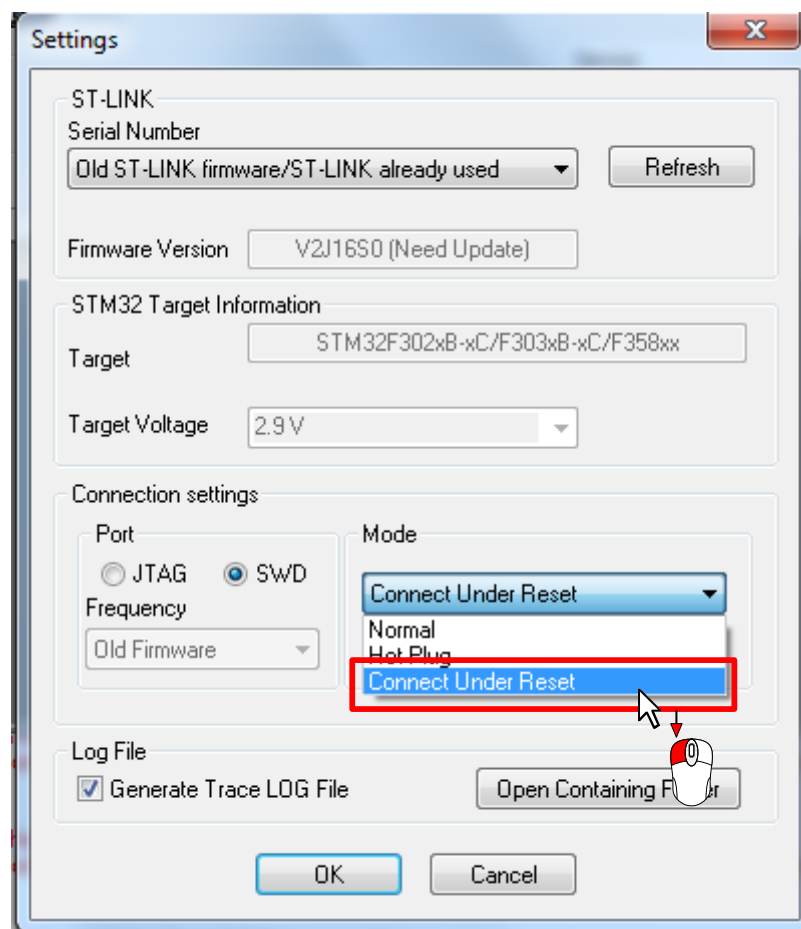 Settings
ST-LINK
Serial Number
Old ST-LINK firmware/ST-LINK already used
Refresh
Firmware Version
V2J16S0 (Need Update)
STM32 Target Information
Target
STM32F302xB-xC/F303xB-xC/F358xx
Target Voltage
2.9 V
Connection settings
Port
Mode
JTAG
SWD
Connect Under Reset
Frequency
Normal
Old Firmware
Hot Plug
Connect Under Reset
Log File
Generate Trace LOG File
Open Containing
OK
Cancel